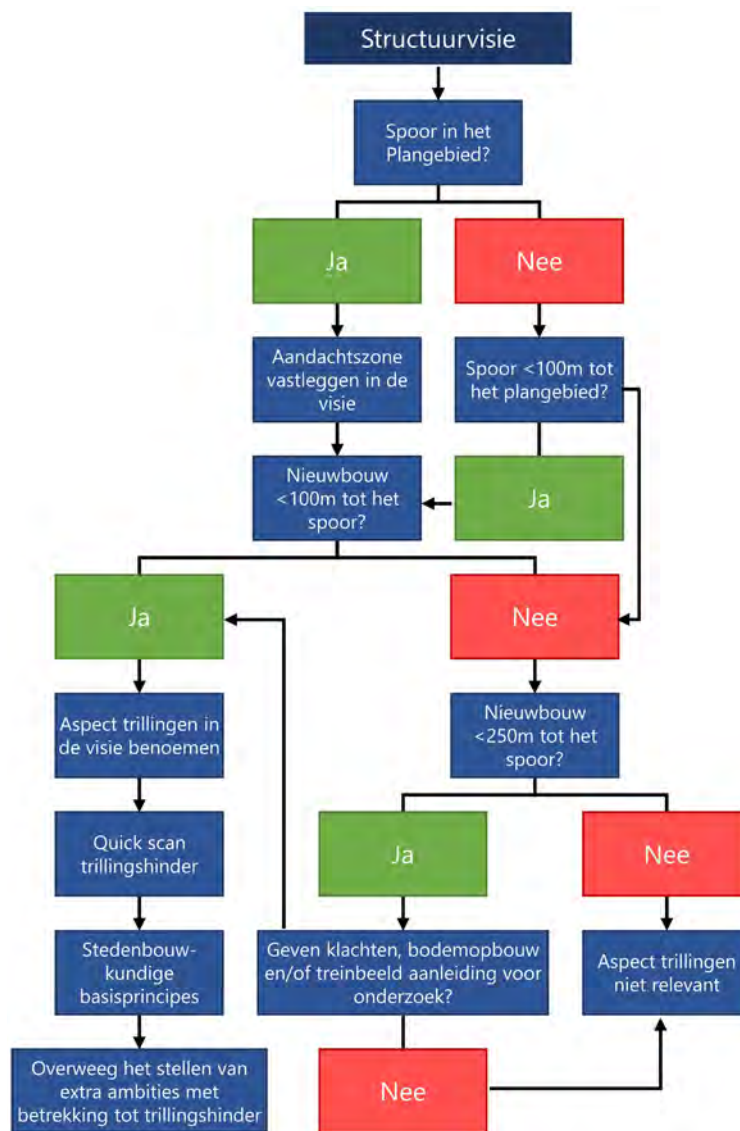 Structuurvisie
Spoor in het
Plangebied?
Ja
Nee
Aandachtszone
vastleggen in de
visie
Spoor <100m tot
het plangebied?
Nieuwbouw
<100m tot het
spoor?
Ja
Ja
Nee
Aspect trillingen in
de visie benoemen
Nieuwbouw
<250m tot het
spoor?
Quick scan
trillingshinder
Ja
Nee
Stedenbouw-
kundige
basisprincipes
Geven klachten, bodemopbouw
en/of treinbeeld aanleiding voor
onderzoek?
Aspect trillingen
niet relevant
Overweeg het stellen van
extra ambities met
betrekking tot trillingshinder
Nee